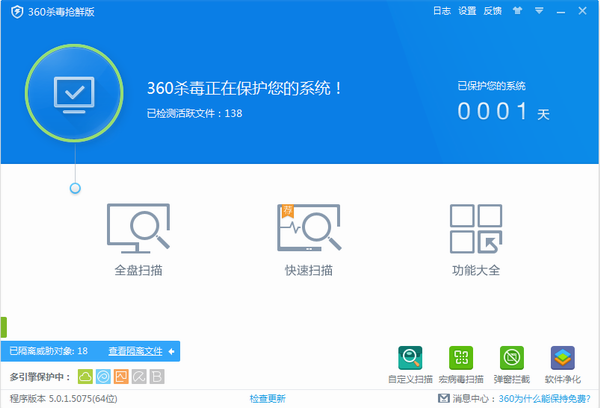 360杀毒抢鲜版
日志 设置 反馈
360杀毒正在保护您的系统！
已检测活跃文件：138
已保护您的系统
0001 天
荐
全盘扫描
快速扫描
功能大全
已隔离威胁对象: 18 查看隔离文件
多引擎保护中：
自定义扫描
宏病毒扫描
弹窗拦截
软件净化
程序版本 5.0.1.5075(64位)
检查更新
消息中心：360为什么能保持免费?